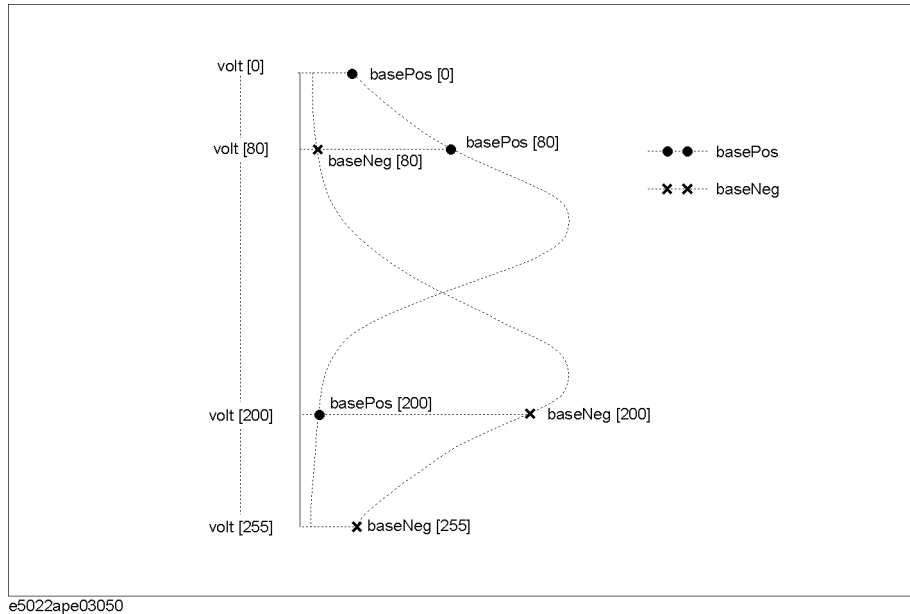 volt [0]
basePos [0]
volt [80]
basePos [80]
baseNeg [80]
basePos
baseNeg
volt [200]
basePos [200]
baseNeg [200]
volt [255]
baseNeg [255]
e5022ape03050